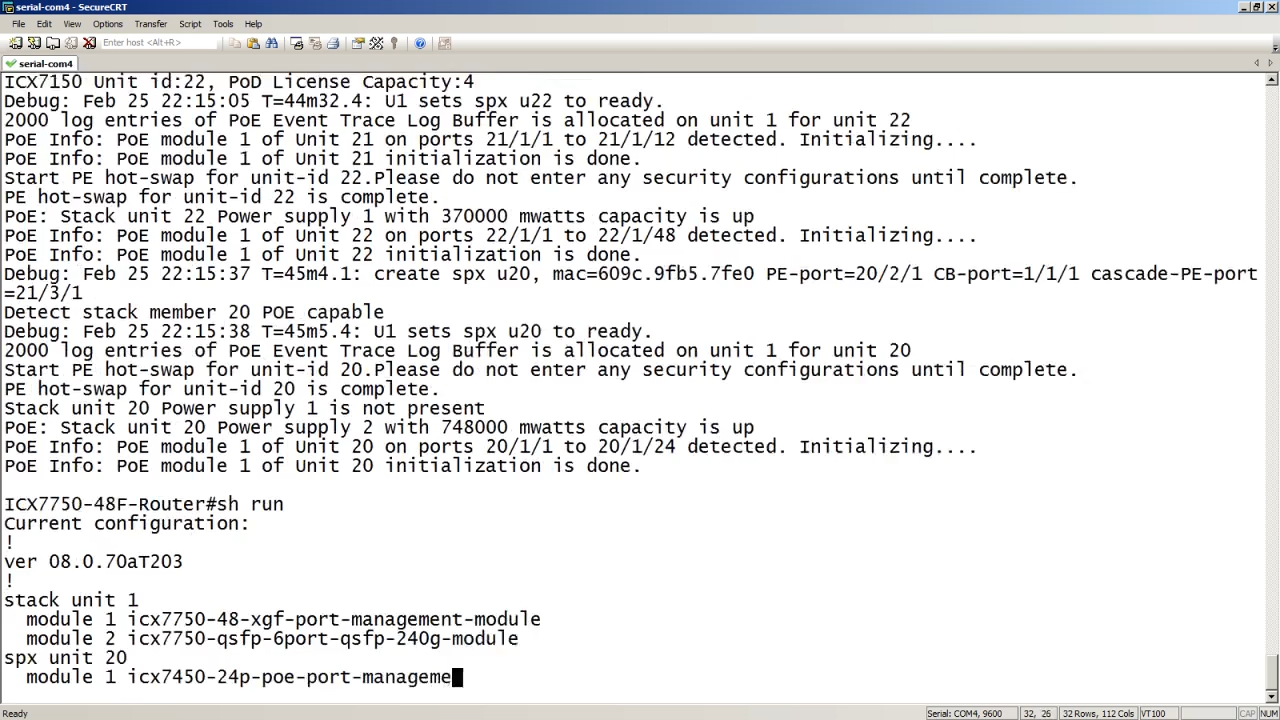 serial-com4 - SecureCRT
File Edit View Options Transfer Script Tools Help
Enter host <Alt+R>
serial-com4
ICX7150 Unit id:22, PoD License Capacity:4
Debug: Feb 25 22:15:05 T=44m32.4: U1 sets spx u22 to ready.
2000 log entries of PoE Event Trace Log Buffer is allocated on unit 1 for unit 22
PoE Info: PoE module 1 of Unit 21 on ports 21/1/1 to 21/1/12 detected. Initializing....
PoE Info: PoE module 1 of Unit 21 initialization is done.
Start PE hot-swap for unit-id 22.Please do not enter any security configurations until complete.
PE hot-swap for unit-id 22 is complete.
PoE: Stack unit 22 Power supply 1 with 370000 mwatts capacity is up
PoE Info: PoE module 1 of Unit 22 on ports 22/1/1 to 22/1/48 detected. Initializing....
PoE Info: PoE module 1 of Unit 22 initialization is done.
Debug: Feb 25 22:15:37 T=45m4.1: create spx u20, mac=609c.9fb5.7fe0 PE-port=20/2/1 CB-port=1/1/1 cascade-PE-port
=21/3/1
Detect stack member 20 POE capable
Debug: Feb 25 22:15:38 T=45m5.4: U1 sets spx u20 to ready.
2000 log entries of PoE Event Trace Log Buffer is allocated on unit 1 for unit 20
Start PE hot-swap for unit-id 20.Please do not enter any security configurations until complete.
PE hot-swap for unit-id 20 is complete.
Stack unit 20 Power supply 1 is not present
PoE: Stack unit 20 Power supply 2 with 748000 mwatts capacity is up
PoE Info: PoE module 1 of Unit 20 on ports 20/1/1 to 20/1/24 detected. Initializing....
PoE Info: PoE module 1 of Unit 20 initialization is done.
ICX7750-48F-Router#sh run
Current configuration:
!
ver 08.0.70aT203
!
stack unit 1
module 1 icx7750-48-xgf-port-management-module
module 2 icx7750-qsfp-6port-qsfp-240g-module
spx unit 20
module 1 icx7450-24p-poe-port-manageme
Ready Serial: COM4, 9600 32, 26 32 Rows, 112 Cols VT100 CAP NUM